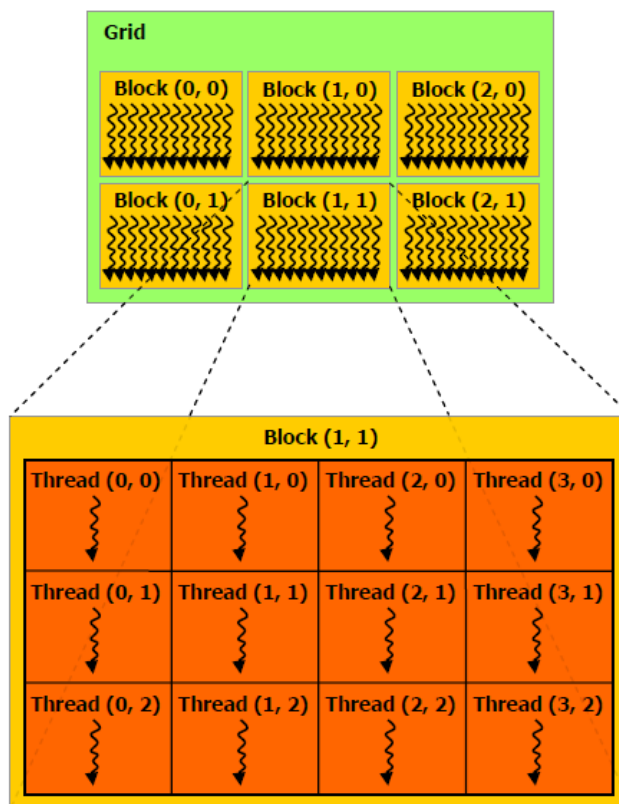 Grid
Block (0, 0) Block (1, 0) Block (2, 0)
Block (0, 1) Block (1, 1) Block (2, 1)
Block (1, 1)
Thread (0, 0) Thread (1, 0) Thread (2, 0) Thread (3, 0)
Thread (0, 1) Thread (1, 1) Thread (2, 1) Thread (3, 1)
Thread (0, 2) Thread (1, 2) Thread (2, 2) Thread (3, 2)